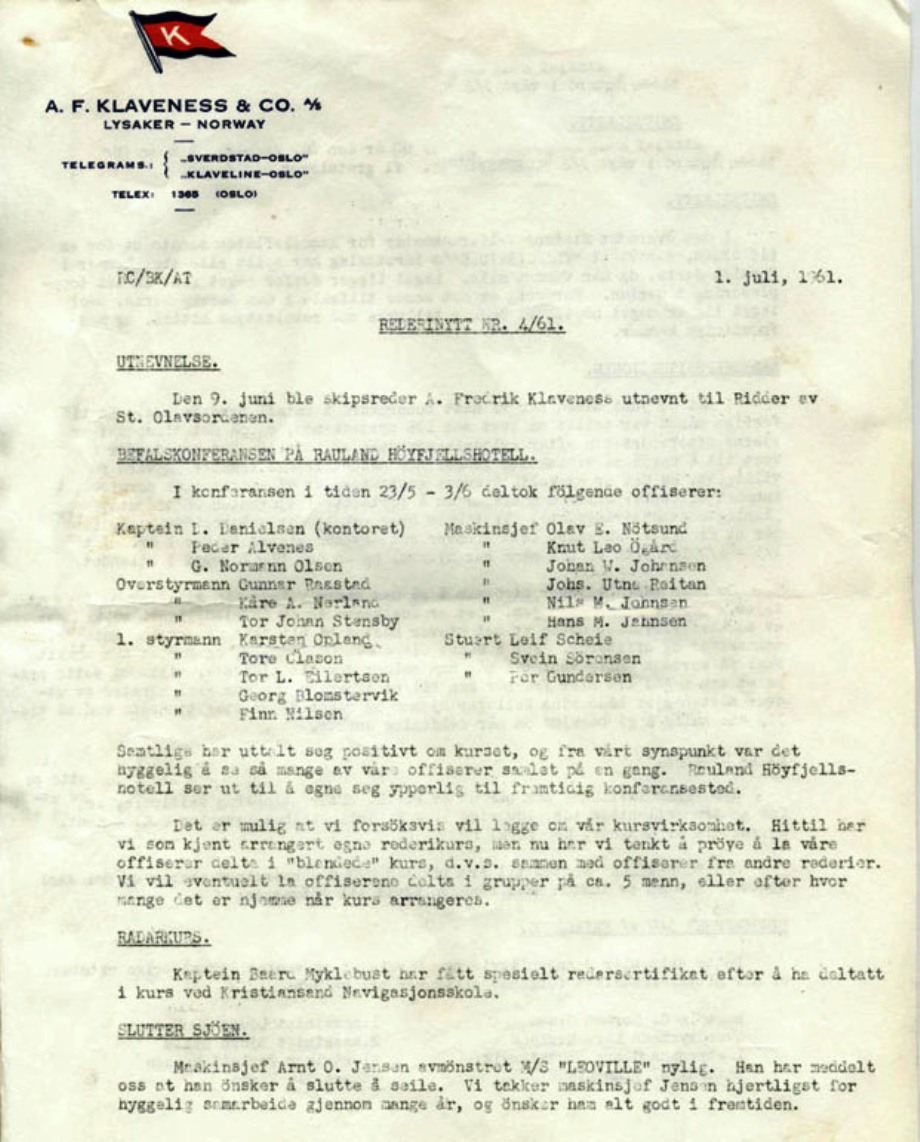 K
A. F. KLAVENESS & CO. A/S
LYSAKER — NORWAY
TELEGRAMS.: { „SVERDSTAD—OSLO"
{ „KLAVELINE—OSLO"
TELEX: 1365 (OSLO)
RC/BK/AT 1. juli, 1961.
REDERINYTT NR. 4/61.
UTNEVNELSE.
Den 9. juni ble skipsreder A. Fredrik Klaveness utnevnt til Ridder av
St. Olavsordenen.
BEFALSKONFERANSEN PÅ RAULAND HÖYFJELLSHOTELL.
I konferansen i tiden 23/5 - 3/6 deltok fölgende offiserer:
Kaptein L. Danielsen (kontoret) Maskinsjef Olav E. Nötsund
" Peder Alvenes " Knut Leo Ögård
" G. Normann Olsen " Johan W. Johansen
Overstyrmann Gunnar Raastad " Johs. Utne Reitan
" Kåre A. Nerland " Nils M. Johnsen
" Tor Johan Stensby " Hans M. Jahnsen
1. styrmann Karsten Opland Stuert Leif Scheie
" Tore Clason " Svein Sörensen
" Tor L. Eilertsen " Per Gundersen
" Georg Blomstervik
" Finn Nilsen
Samtlige har uttalt seg positivt om kurset, og fra vårt synspunkt var det
hyggelig å se så mange av våre offiserer samlet på en gang. Rauland Höyfjells-
hotell ser ut til å egne seg ypperlig til framtidig konferansested.
Det er mulig at vi forsöksvis vil legge om vår kursvirksomhet. Hittil har
vi som kjent arrangert egne rederikurs, men nu har vi tenkt å pröve å la våre
offiserer delta i "blandede" kurs, d.v.s. sammen med offiserer fra andre rederier.
Vi vil eventuelt la offiserene delta i grupper på ca. 5 mann, eller efter hvor
mange det er hjemme når kurs arrangeres.
RADARKURS.
Kaptein Baard Myklebust har fått spesielt radarsertifikat efter å ha deltatt
i kurs ved Kristiansand Navigasjonsskole.
SLUTTER SJÖEN.
Maskinsjef Arnt O. Jensen avmönstret M/S "LEOVILLE" nylig. Han har meddelt
oss at han önsker å slutte å seile. Vi takker maskinsjef Jensen hjertligst for
hyggelig samarbeide gjennom mange år, og önsker ham alt godt i fremtiden.